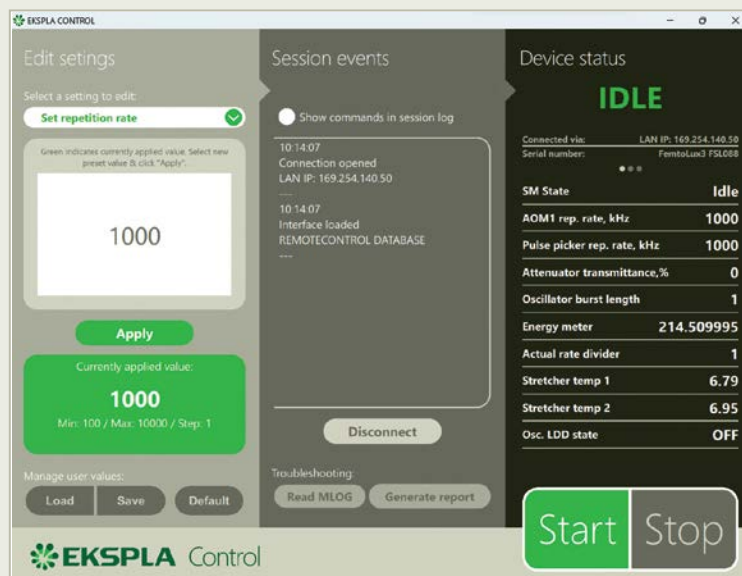 EKSPLA CONTROL
Edit setings
Select a setting to edit:
Set repetition rate
Green indicates currently applied value. Select new
preset value & click "Apply".
1000
Apply
Currently applied value:
1000
Min: 100 / Max: 10000 / Step: 1
Manage user values:
Load Save Default
Session events
Show commands in session log
10:14:07
Connection opened
LAN IP: 169.254.140.50
---
10:14:07
Interface loaded
REMOTECONTROL DATABASE
---
Disconnect
Troubleshooting:
Read MLOG Generate report
Device status
IDLE
Connected via: LAN IP: 169.254.140.50
Serial number: FemtoLux3 FSL088
SM State Idle
AOM1 rep. rate, kHz 1000
Pulse picker rep. rate, kHz 1000
Attenuator transmittance,% 0
Oscillator burst length 1
Energy meter 214.509995
Actual rate divider 1
Stretcher temp 1 6.79
Stretcher temp 2 6.95
Osc. LDD state OFF
Start Stop
EKSPLA Control